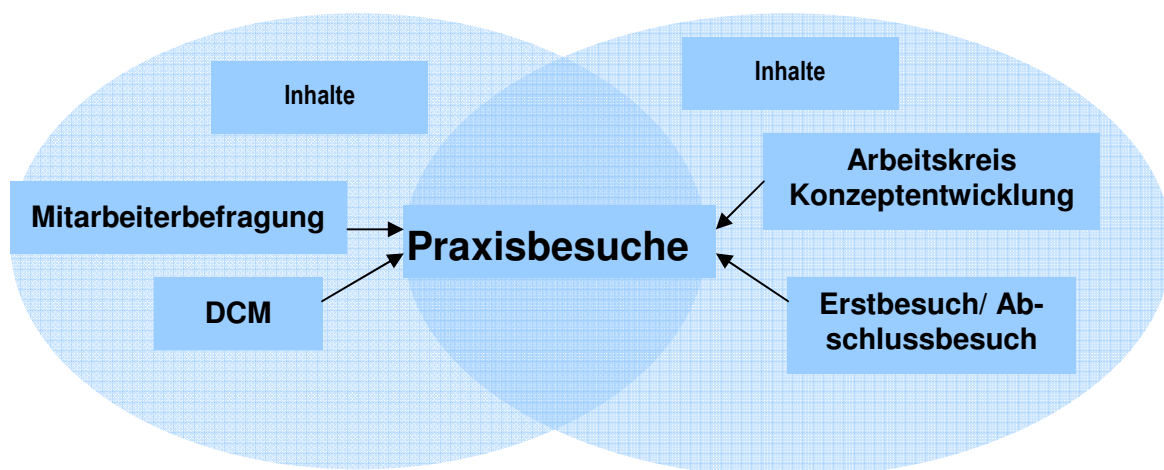 Inhalte
Inhalte
Arbeitskreis
Konzeptentwicklung
Mitarbeiterbefragung
Praxisbesuche
DCM
Erstbesuch/ Ab-
schlussbesuch